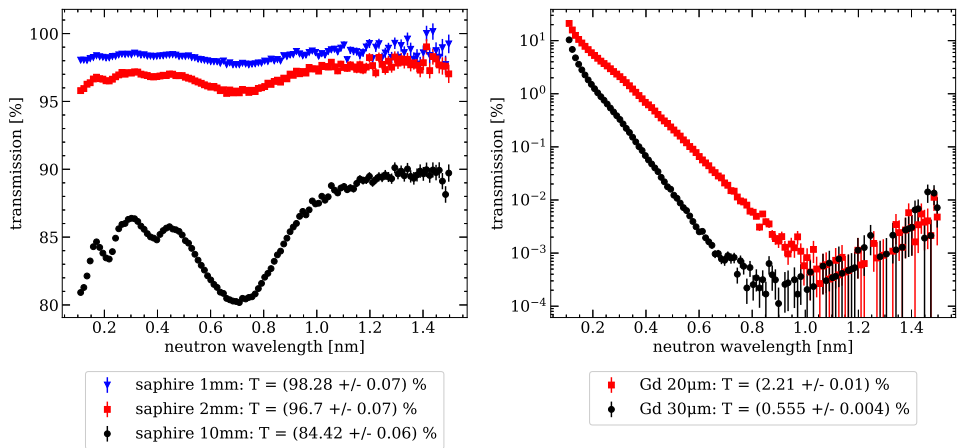 100
95
90
85
80
transmission [%]
0.2 0.4 0.6 0.8 1.0 1.2 1.4
neutron wavelength [nm]
saphire 1mm: T = (98.28 +/- 0.07) %
saphire 2mm: T = (96.7 +/- 0.07) %
saphire 10mm: T = (84.42 +/- 0.06) %
10¹
10⁰
10⁻¹
10⁻²
10⁻³
10⁻⁴
transmission [%]
0.2 0.4 0.6 0.8 1.0 1.2 1.4
neutron wavelength [nm]
Gd 20μm: T = (2.21 +/- 0.01) %
Gd 30μm: T = (0.555 +/- 0.004) %